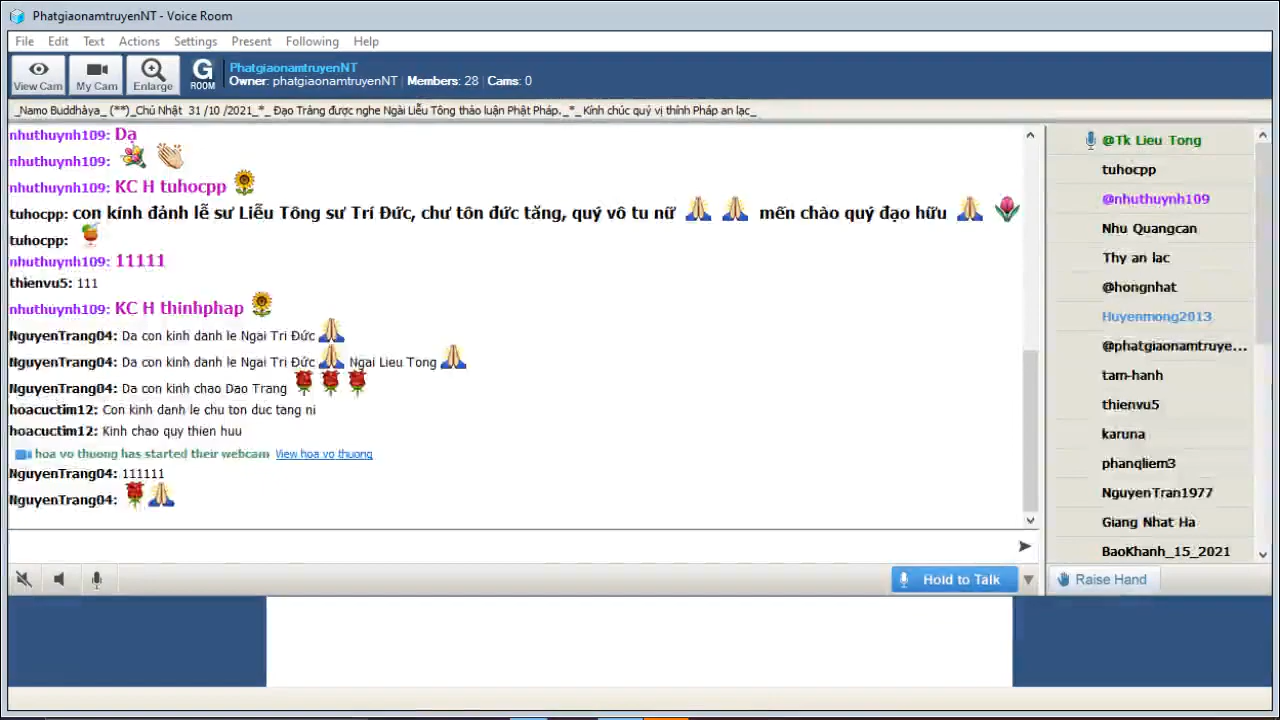 PhatgiaonamtruyenNT - Voice Room
File Edit Text Actions Settings Present Following Help
View Cam
My Cam
Enlarge
G ROOM
PhatgiaonamtruyenNT
Owner: phatgiaonamtruyenNT | Members: 28 | Cams: 0
_Namo Buddhàya_ (**)_Chủ Nhật 31 /10 /2021_*_ Đạo Tràng được nghe Ngài Liễu Tông thảo luận Phật Pháp._*_ Kính chúc quý vị thính Pháp an lạc_
nhuthuynh109: Dạ
nhuthuynh109:
nhuthuynh109: KC H tuhocpp
tuhocpp: con kính đảnh lễ sư Liễu Tông sư Trí Đức, chư tôn đức tăng, quý vô tu nữ mến chào quý đạo hữu
tuhocpp:
nhuthuynh109: 11111
thienvu5: 111
nhuthuynh109: KC H thinhphap
NguyenTrang04: Da con kinh danh le Ngai Tri Đức
NguyenTrang04: Da con kinh danh le Ngai Tri Đức Ngai Lieu Tong
NguyenTrang04: Da con kinh chao Dao Trang
hoacuctim12: Con kinh danh le chu ton duc tang ni
hoacuctim12: Kinh chao quy thien huu
hoa vo thuong has started their webcam View hoa vo thuong
NguyenTrang04: 111111
NguyenTrang04:
Hold to Talk
@Tk Lieu Tong
tuhocpp
@nhuthuynh109
Nhu Quangcan
Thy an lac
@hongnhat
Huyenmong2013
@phatgiaonamtruye...
tam-hanh
thienvu5
karuna
phanqliem3
NguyenTran1977
Giang Nhat Ha
BaoKhanh_15_2021
Raise Hand